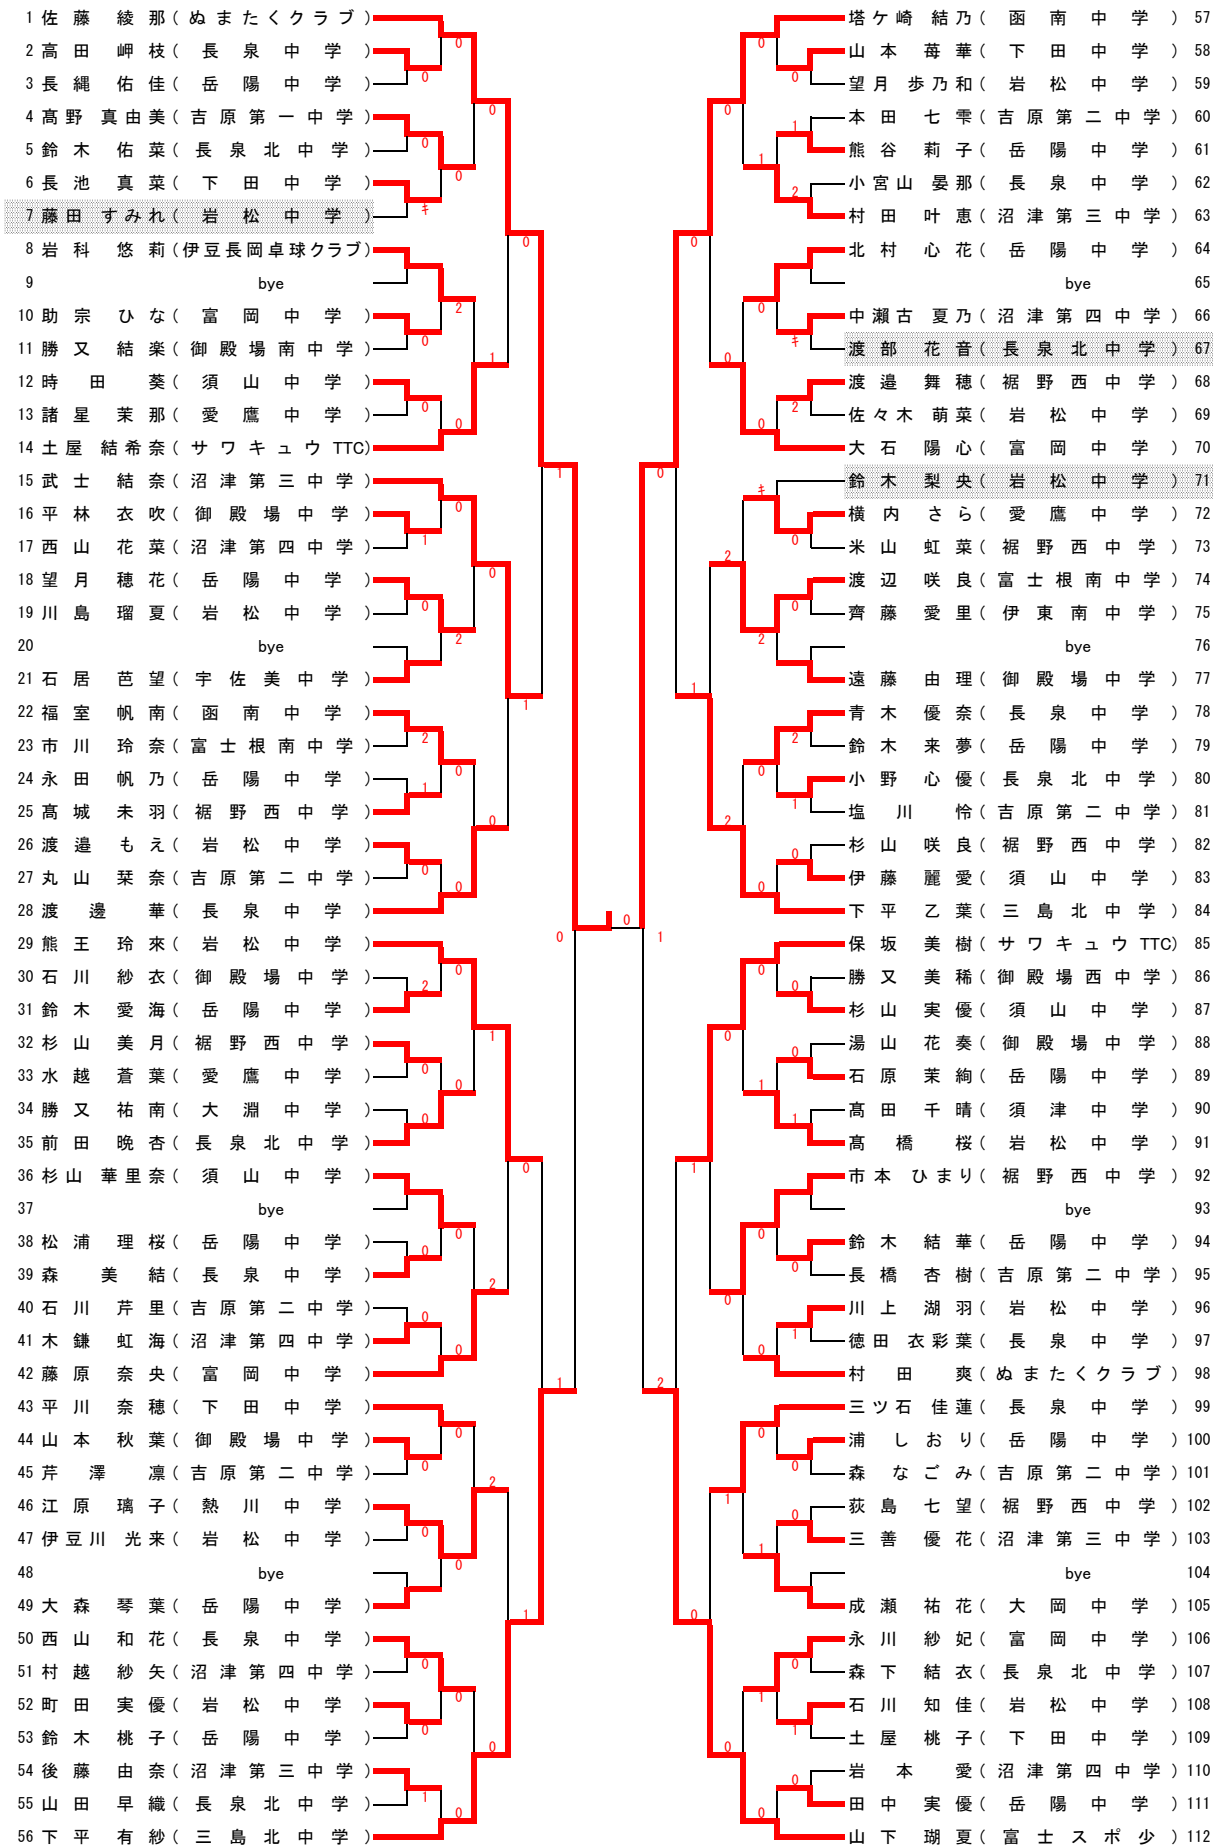 1 佐藤 綾那 (ぬまたくクラブ)
2 高田 岬枝 (長泉中学)
3 長縄 佑佳 (岳陽中学)
4 髙野 真由美 (吉原第一中学)
5 鈴木 佑菜 (長泉北中学)
6 長池 真菜 (下田中学)
7 藤田 すみれ (岩松中学)
8 岩科 悠莉 (伊豆長岡卓球クラブ)
9 bye
10 助宗 ひな (富岡中学)
11 勝又 結楽 (御殿場南中学)
12 時田 葵 (須山中学)
13 諸星 茉那 (愛鷹中学)
14 土屋 結希奈 (サワキュウTTC)
15 武士 結奈 (沼津第三中学)
16 平林 衣吹 (御殿場中学)
17 西山 花菜 (沼津第四中学)
18 望月 穂花 (岳陽中学)
19 川島 瑠夏 (岩松中学)
20 bye
21 石居 芭望 (宇佐美中学)
22 福室 帆南 (函南中学)
23 市川 玲奈 (富士根南中学)
24 永田 帆乃 (岳陽中学)
25 髙城 未羽 (裾野西中学)
26 渡邉 もえ (岩松中学)
27 丸山 栞奈 (吉原第二中学)
28 渡邊 華 (長泉中学)
29 熊王 玲來 (岩松中学)
30 石川 紗衣 (御殿場中学)
31 鈴木 愛海 (岳陽中学)
32 杉山 美月 (裾野西中学)
33 水越 蒼葉 (愛鷹中学)
34 勝又 祐南 (大淵中学)
35 前田 晩杏 (長泉北中学)
36 杉山 華里奈 (須山中学)
37 bye
38 松浦 理桜 (岳陽中学)
39 森 美結 (長泉中学)
40 石川 芹里 (吉原第二中学)
41 木鎌 虹海 (沼津第四中学)
42 藤原 奈央 (富岡中学)
43 平川 奈穂 (下田中学)
44 山本 秋葉 (御殿場中学)
45 芹澤 凛 (吉原第二中学)
46 江原 璃子 (熱川中学)
47 伊豆川 光来 (岩松中学)
48 bye
49 大森 琴葉 (岳陽中学)
50 西山 和花 (長泉中学)
51 村越 紗矢 (沼津第四中学)
52 町田 実優 (岩松中学)
53 鈴木 桃子 (岳陽中学)
54 後藤 由奈 (沼津第三中学)
55 山田 早織 (長泉北中学)
56 下平 有紗 (三島北中学)
塔ケ崎 結乃 (函南中学) 57
山本 苺華 (下田中学) 58
望月 歩乃和 (岩松中学) 59
本田 七雫 (吉原第二中学) 60
熊谷 莉子 (岳陽中学) 61
小宮山 晏那 (長泉中学) 62
村田 叶恵 (沼津第三中学) 63
北村 心花 (岳陽中学) 64
bye 65
中瀬古 夏乃 (沼津第四中学) 66
渡部 花音 (長泉北中学) 67
渡邉 舞穂 (裾野西中学) 68
佐々木 萌菜 (岩松中学) 69
大石 陽心 (富岡中学) 70
鈴木 梨央 (岩松中学) 71
横内 さら (愛鷹中学) 72
米山 虹菜 (裾野西中学) 73
渡辺 咲良 (富士根南中学) 74
齊藤 愛里 (伊東南中学) 75
bye 76
遠藤 由理 (御殿場中学) 77
青木 優奈 (長泉中学) 78
鈴木 来夢 (岳陽中学) 79
小野 心優 (長泉北中学) 80
塩川 怜 (吉原第二中学) 81
杉山 咲良 (裾野西中学) 82
伊藤 麗愛 (須山中学) 83
下平 乙葉 (三島北中学) 84
保坂 美樹 (サワキュウTTC) 85
勝又 美稀 (御殿場西中学) 86
杉山 実優 (須山中学) 87
湯山 花奏 (御殿場中学) 88
石原 茉絢 (岳陽中学) 89
髙田 千晴 (須津中学) 90
髙橋 桜 (岩松中学) 91
市本 ひまり (裾野西中学) 92
bye 93
鈴木 結華 (岳陽中学) 94
長橋 杏樹 (吉原第二中学) 95
川上 湖羽 (岩松中学) 96
徳田 衣彩葉 (長泉中学) 97
村田 爽 (ぬまたくクラブ) 98
三ツ石 佳蓮 (長泉中学) 99
浦 しおり (岳陽中学) 100
森 なごみ (吉原第二中学) 101
荻島 七望 (裾野西中学) 102
三善 優花 (沼津第三中学) 103
bye 104
成瀬 祐花 (大岡中学) 105
永川 紗妃 (富岡中学) 106
森下 結衣 (長泉北中学) 107
石川 知佳 (岩松中学) 108
土屋 桃子 (下田中学) 109
岩本 愛 (沼津第四中学) 110
田中 実優 (岳陽中学) 111
山下 瑚夏 (富士スポ少) 112